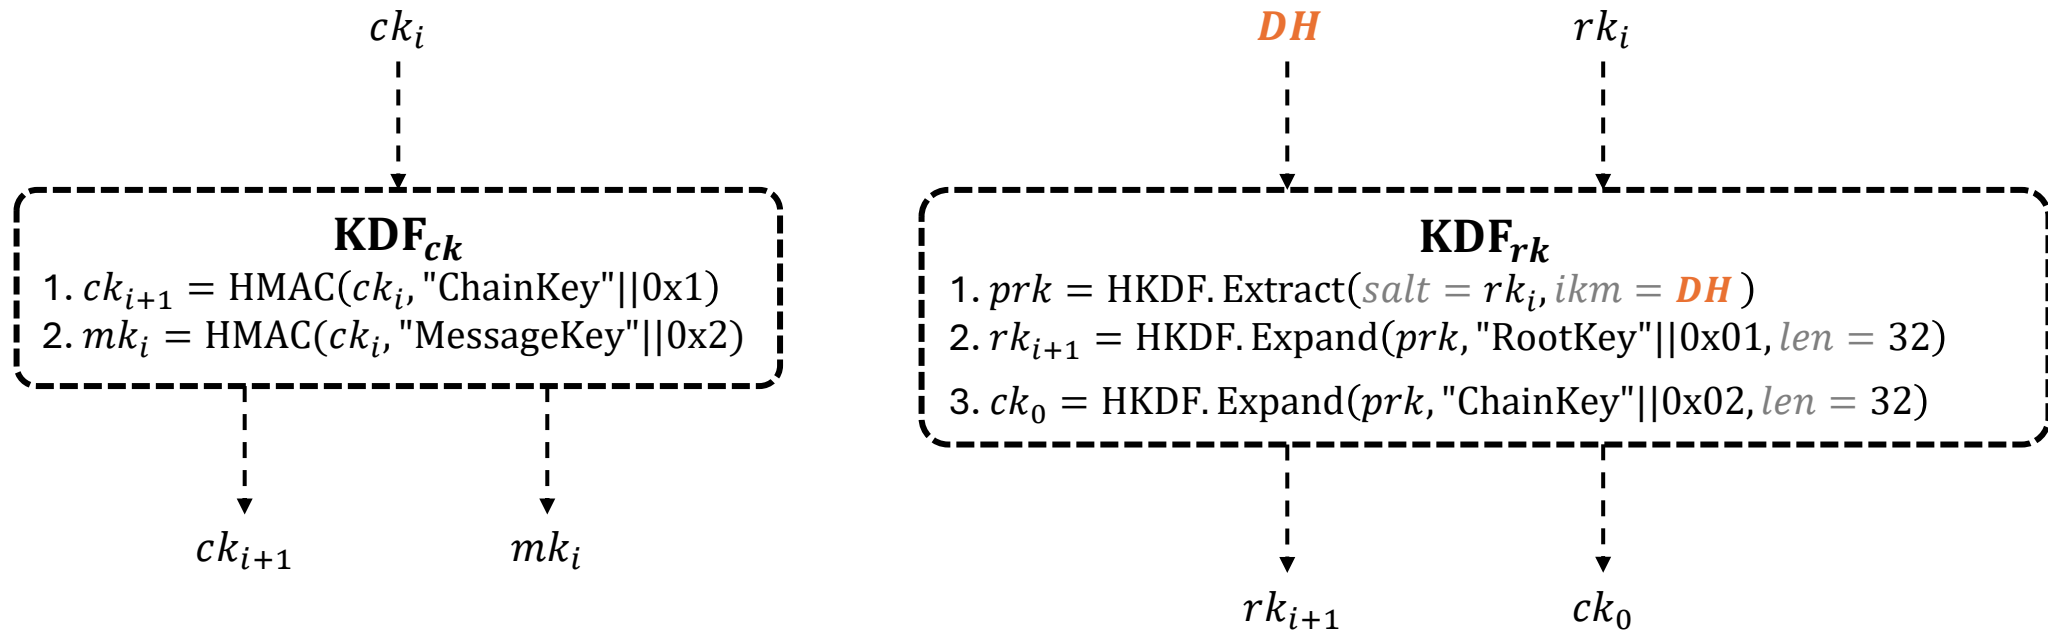 ck_i
KDF_ck
1. ck_{i+1} = HMAC(ck_i, "ChainKey"||0x1)
2. mk_i = HMAC(ck_i, "MessageKey"||0x2)
ck_{i+1} mk_i
DH rk_i
KDF_rk
1. prk = HKDF. Extract(salt = rk_i, ikm = DH )
2. rk_{i+1} = HKDF. Expand(prk, "RootKey"||0x01, len = 32)
3. ck_0 = HKDF. Expand(prk, "ChainKey"||0x02, len = 32)
rk_{i+1} ck_0